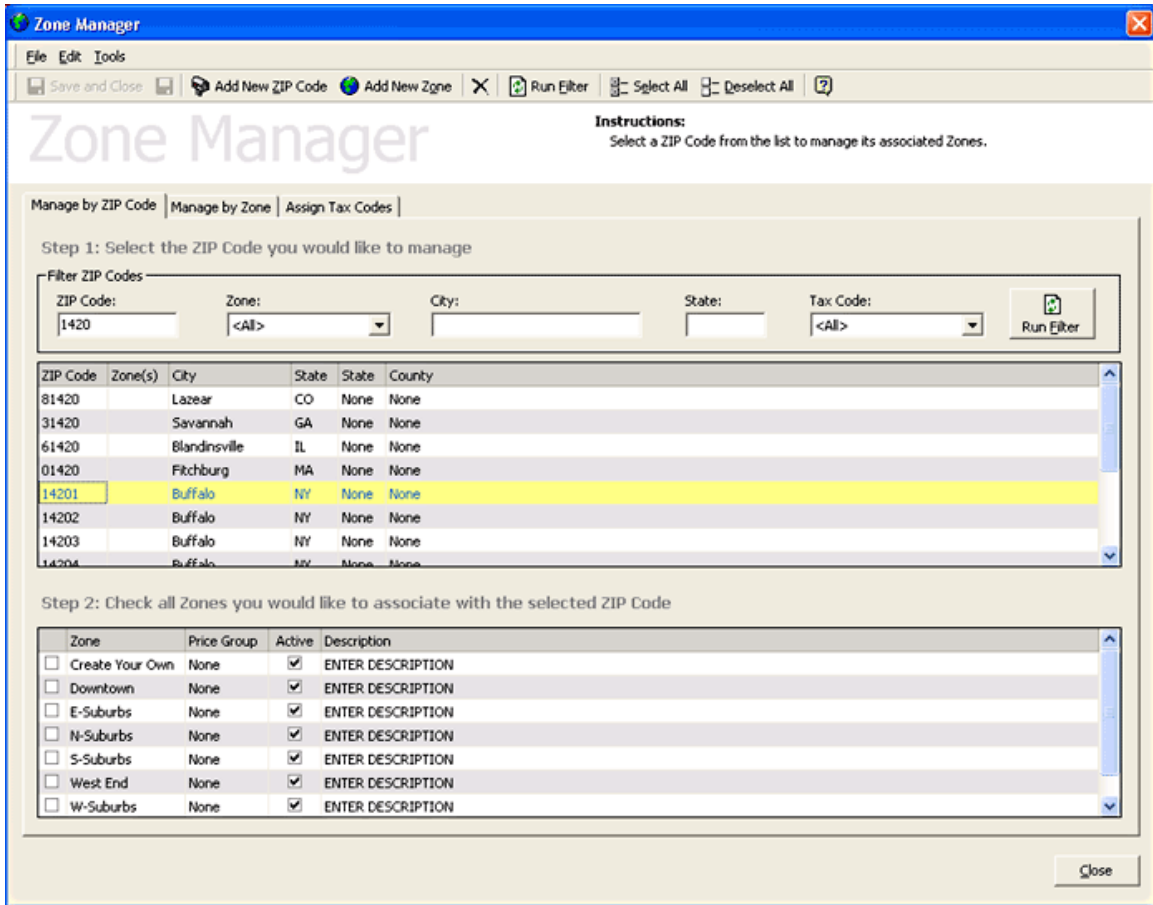 Zone Manager
File Edit Tools
Save and Close Add New ZIP Code Add New Zone Run Filter Select All Deselect All
Zone Manager
Instructions:
Select a ZIP Code from the list to manage its associated Zones.
Manage by ZIP Code Manage by Zone Assign Tax Codes
Step 1: Select the ZIP Code you would like to manage
Filter ZIP Codes
ZIP Code: Zone: City: State: Tax Code:
1420 <All> <All> Run Filter
ZIP Code Zone(s) City State State County
81420 Lazear CO None None
31420 Savannah GA None None
61420 Blandinsville IL None None
01420 Fitchburg MA None None
14201 Buffalo NY None None
14202 Buffalo NY None None
14203 Buffalo NY None None
14204 Buffalo NY None None
Step 2: Check all Zones you would like to associate with the selected ZIP Code
Zone Price Group Active Description
Create Your Own None ENTER DESCRIPTION
Downtown None ENTER DESCRIPTION
E-Suburbs None ENTER DESCRIPTION
N-Suburbs None ENTER DESCRIPTION
S-Suburbs None ENTER DESCRIPTION
West End None ENTER DESCRIPTION
W-Suburbs None ENTER DESCRIPTION
Close